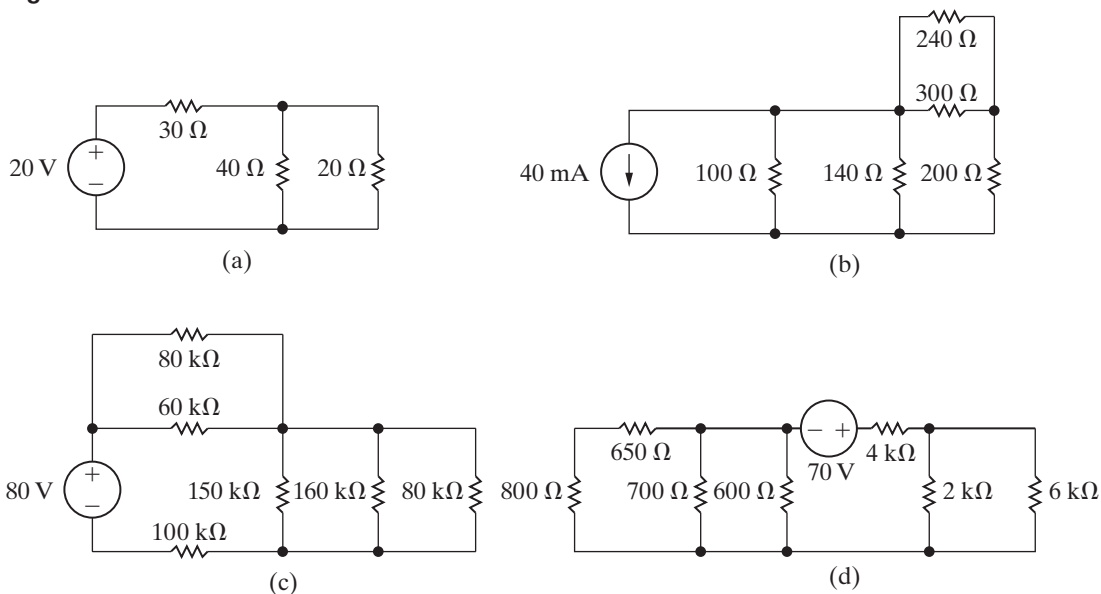 20 V
+
−
30 Ω
40 Ω
20 Ω
(a)
40 mA
100 Ω
140 Ω
240 Ω
300 Ω
200 Ω
(b)
80 kΩ
60 kΩ
80 V
+
−
150 kΩ
160 kΩ
80 kΩ
100 kΩ
(c)
800 Ω
650 Ω
700 Ω
600 Ω
− +
70 V
4 kΩ
2 kΩ
6 kΩ
(d)